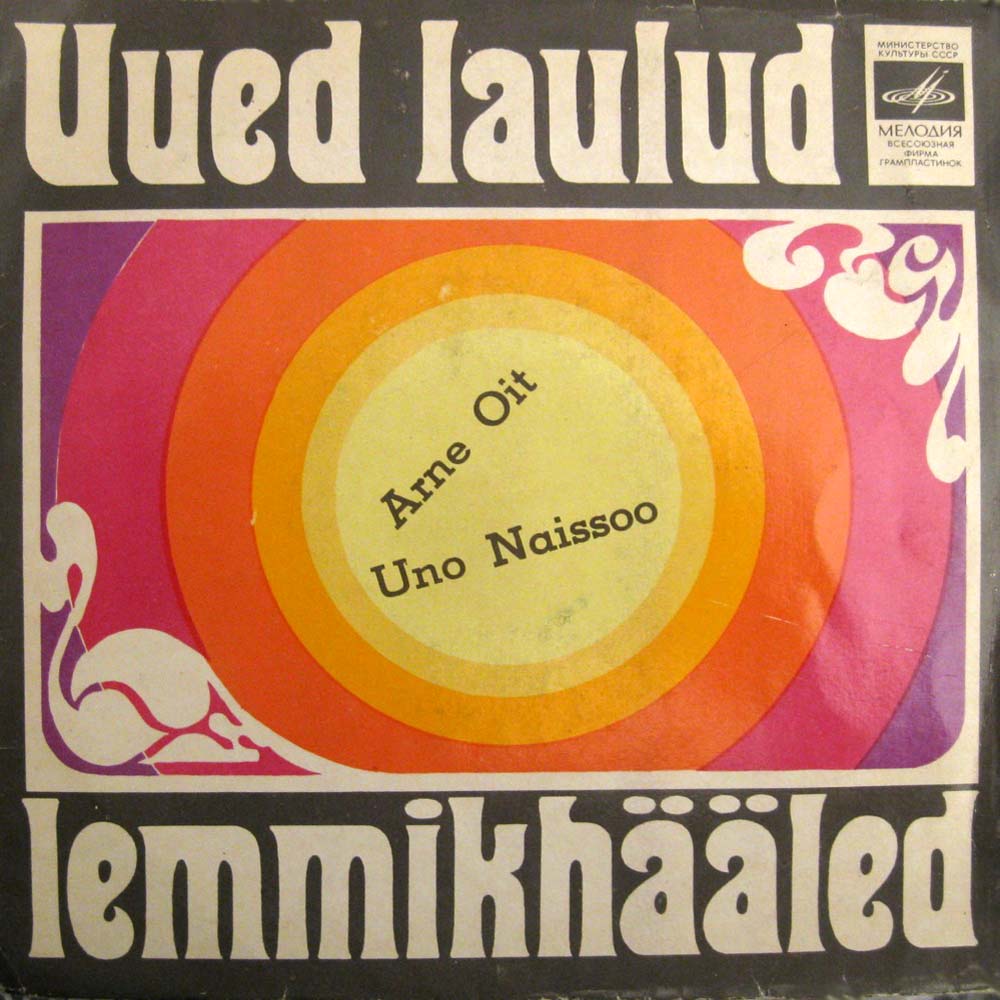 Uued laulud
МИНИСТЕРСТВО
КУЛЬТУРЫ СССР
МЕЛОДИЯ
ВСЕСОЮЗНАЯ
ФИРМА
ГРАМПЛАСТИНОК
Arne Oit
Uno Naissoo
lemmikhääled